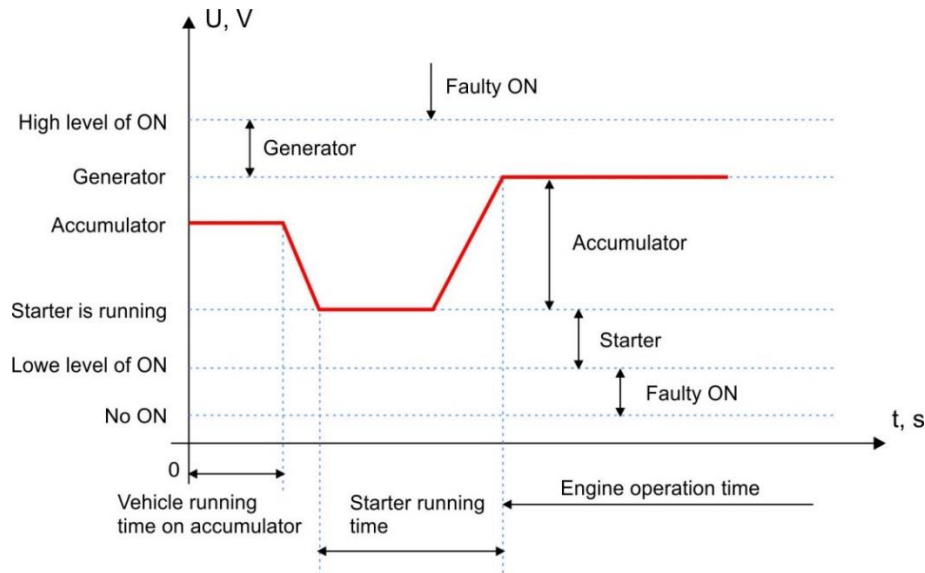 U, V
Faulty ON
High level of ON
Generator
Generator
Accumulator
Accumulator
Starter is running
Starter
Lowe level of ON
Faulty ON
No ON
t, s
0
Vehicle running
time on accumulator
Starter running
time
Engine operation time